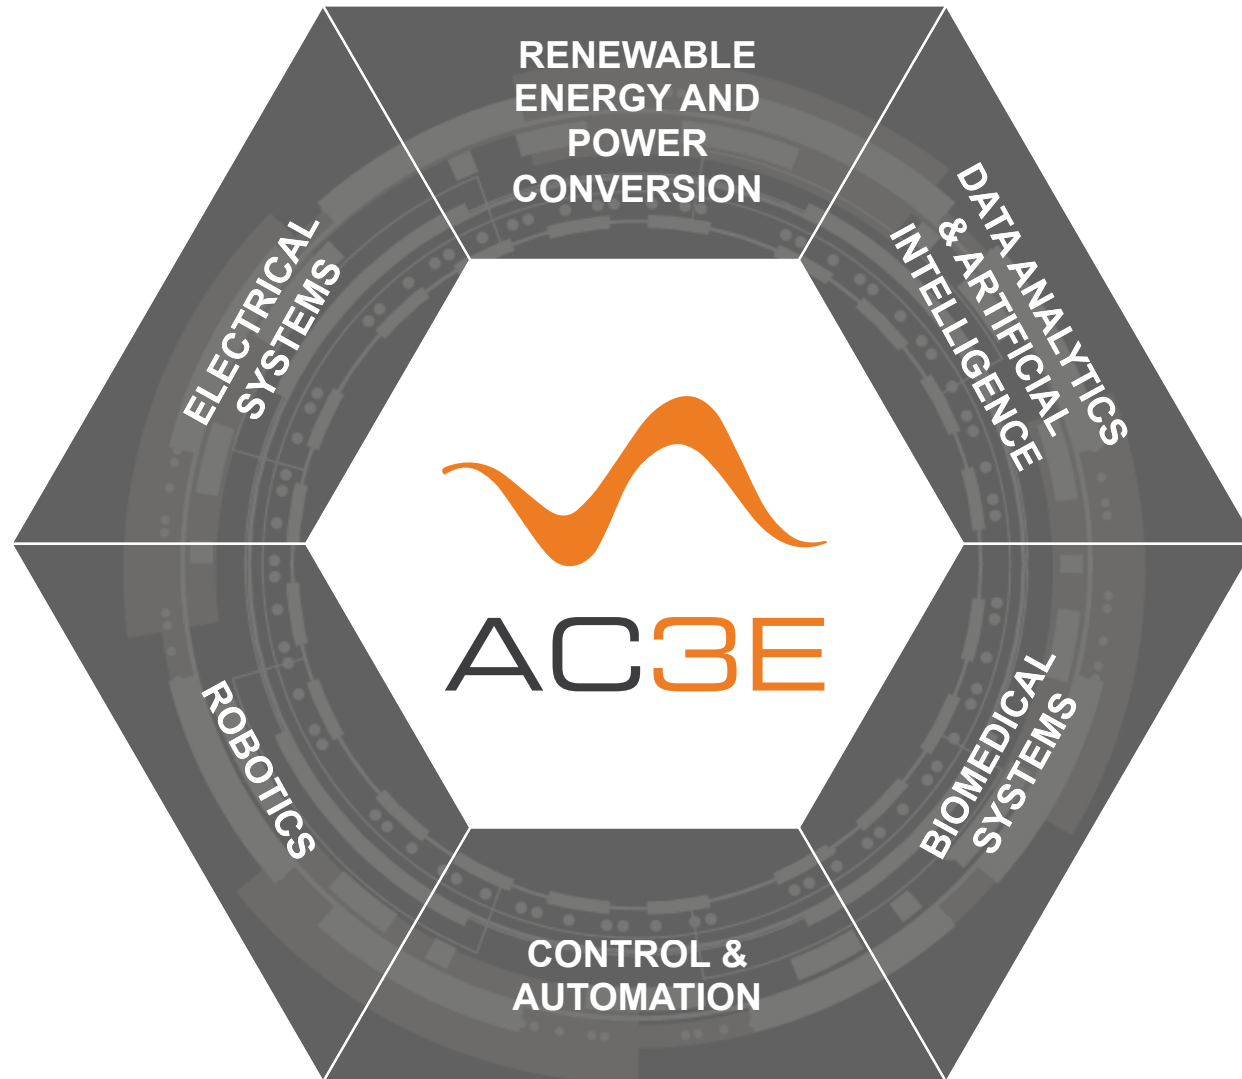 RENEWABLE
ENERGY AND
POWER
CONVERSION
DATA ANALYTICS
& ARTIFICIAL
INTELLIGENCE
ELECTRICAL
SYSTEMS
AC3E
ROBOTICS
BIOMEDICAL
SYSTEMS
CONTROL &
AUTOMATION